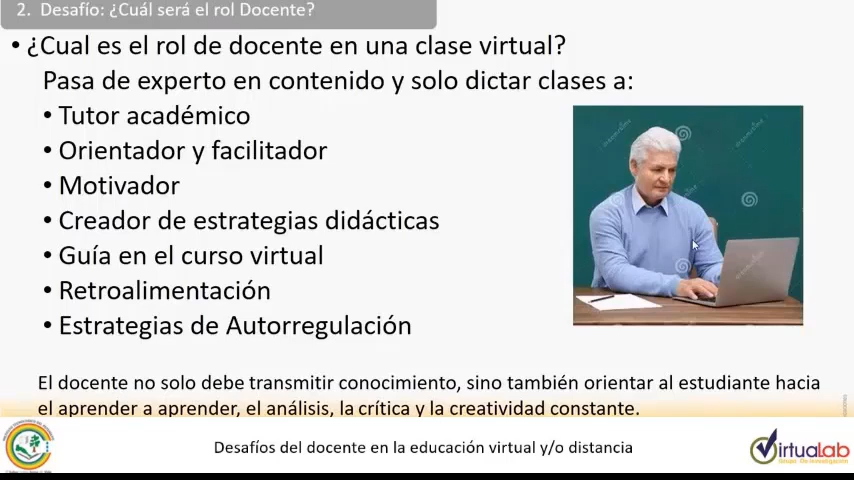 2. Desafío: ¿Cuál será el rol Docente?
• ¿Cual es el rol de docente en una clase virtual?
Pasa de experto en contenido y solo dictar clases a:
• Tutor académico
• Orientador y facilitador
• Motivador
• Creador de estrategias didácticas
• Guía en el curso virtual
• Retroalimentación
• Estrategias de Autorregulación
El docente no solo debe transmitir conocimiento, sino también orientar al estudiante hacia
el aprender a aprender, el análisis, la crítica y la creatividad constante.
Desafíos del docente en la educación virtual y/o distancia
VirtuaLab
Grupo de Investigación